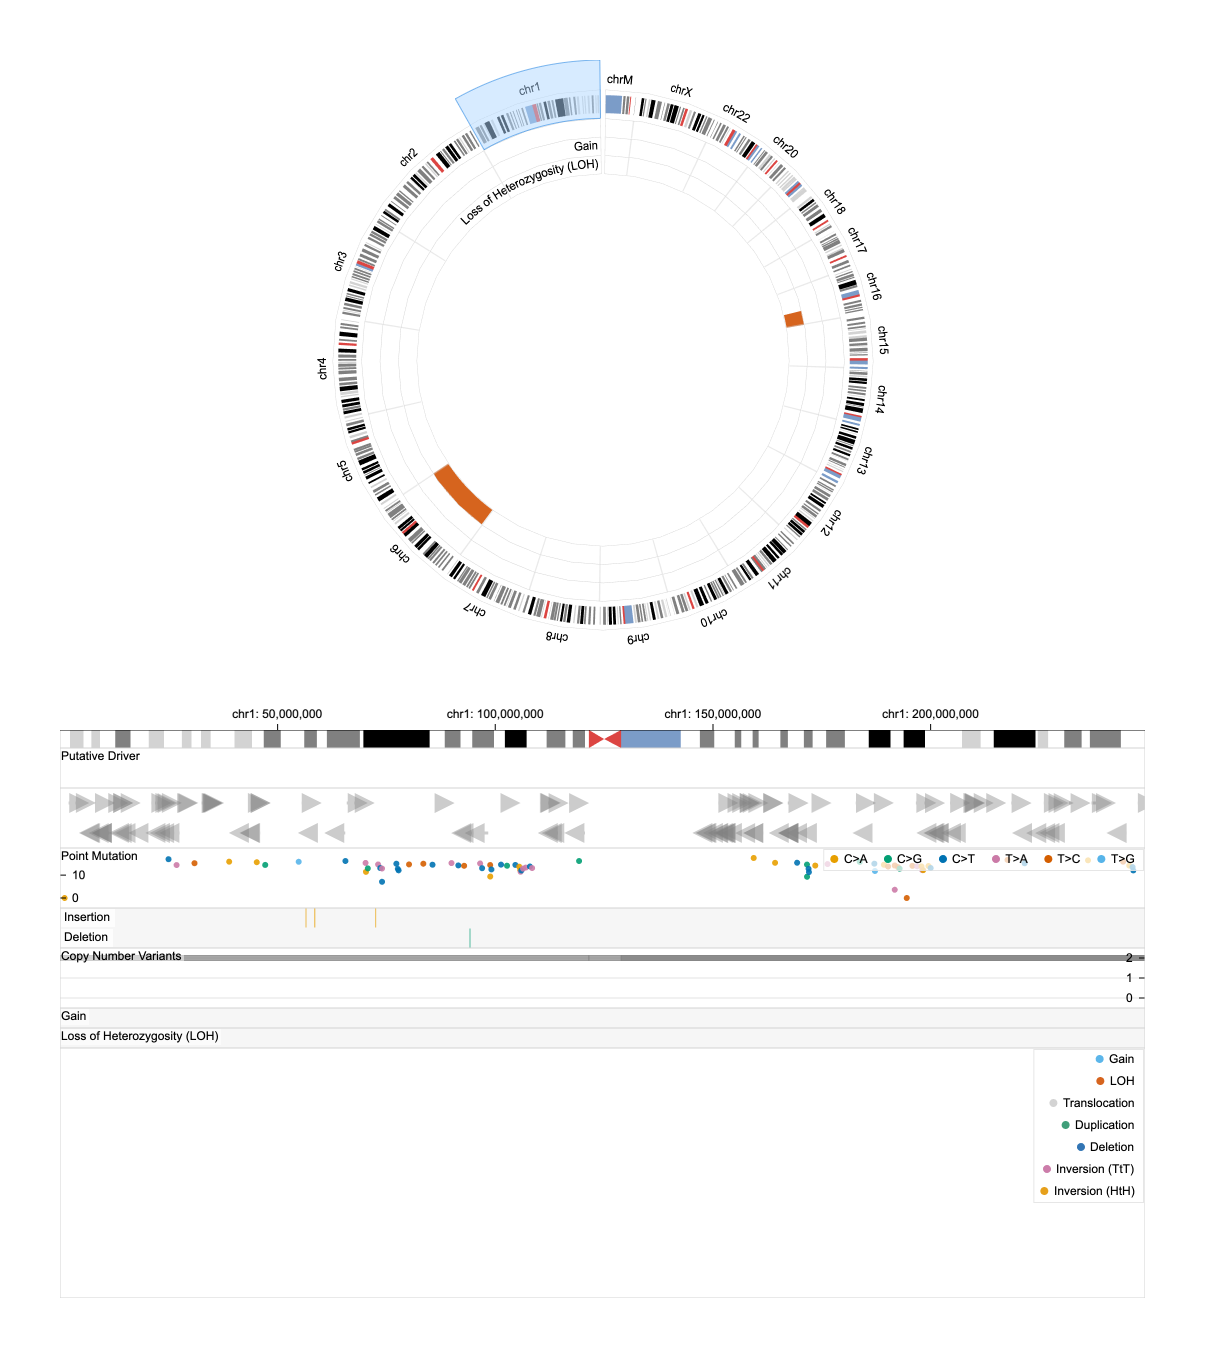 chrM
chrX
chr22
chr20
chr18
chr17
chr16
chr15
chr14
chr13
chr12
chr11
chr10
chr9
chr8
chr7
chr6
chr5
chr4
chr3
chr2
chr1
Gain
Loss of Heterozygosity (LOH)
chr1: 50,000,000 chr1: 100,000,000 chr1: 150,000,000 chr1: 200,000,000
Putative Driver
Point Mutation
C>A C>G C>T T>A T>C T>G
10
0
Insertion
Deletion
Copy Number Variants
2
1
0
Gain
Loss of Heterozygosity (LOH)
Gain
LOH
Translocation
Duplication
Deletion
Inversion (TtT)
Inversion (HtH)